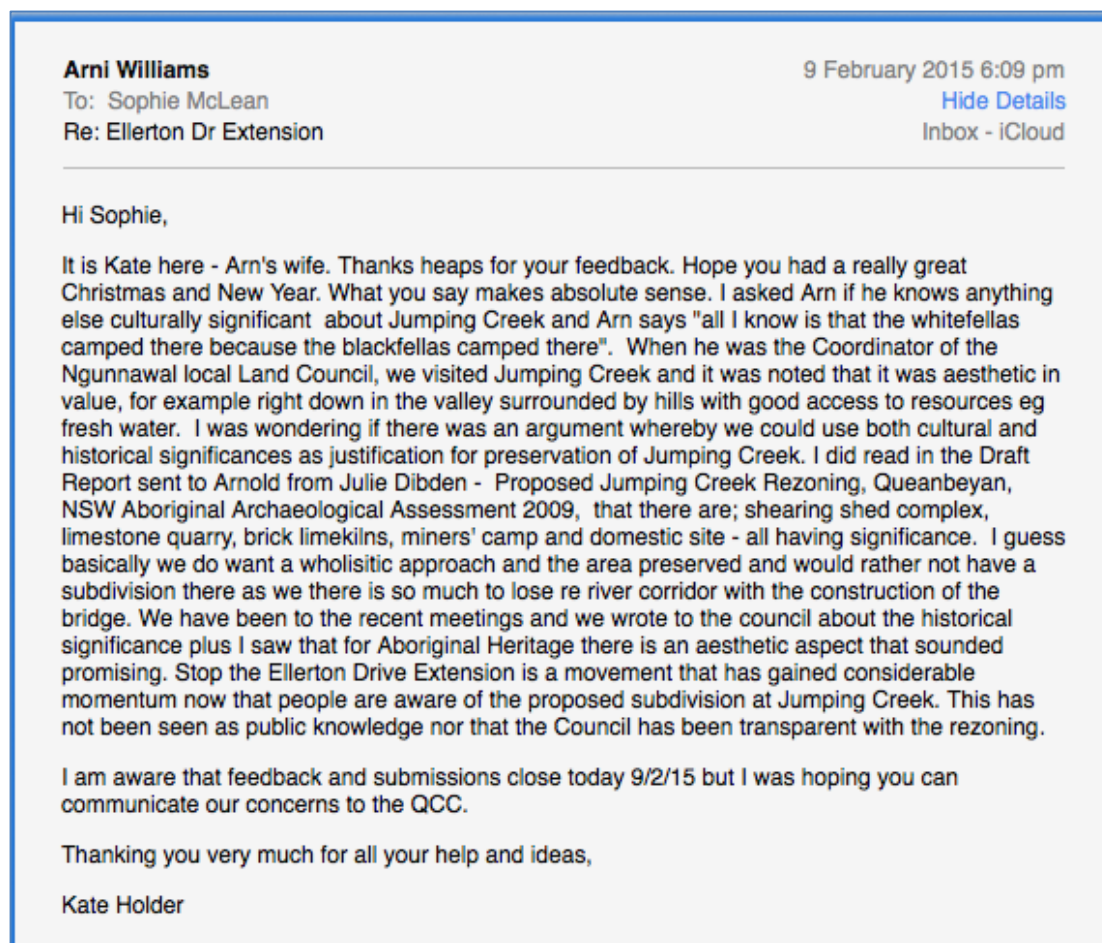 Arni Williams 9 February 2015 6:09 pm
To: Sophie McLean Hide Details
Re: Ellerton Dr Extension Inbox - iCloud
Hi Sophie,
It is Kate here - Arn's wife. Thanks heaps for your feedback. Hope you had a really great
Christmas and New Year. What you say makes absolute sense. I asked Arn if he knows anything
else culturally significant  about Jumping Creek and Arn says "all I know is that the whitefellas
camped there because the blackfellas camped there".  When he was the Coordinator of the
Ngunnawal local Land Council, we visited Jumping Creek and it was noted that it was aesthetic in
value, for example right down in the valley surrounded by hills with good access to resources eg
fresh water.  I was wondering if there was an argument whereby we could use both cultural and
historical significances as justification for preservation of Jumping Creek. I did read in the Draft
Report sent to Arnold from Julie Dibden -  Proposed Jumping Creek Rezoning, Queanbeyan,
NSW Aboriginal Archaeological Assessment 2009,  that there are; shearing shed complex,
limestone quarry, brick limekilns, miners' camp and domestic site - all having significance.  I guess
basically we do want a wholisitic approach and the area preserved and would rather not have a
subdivision there as we there is so much to lose re river corridor with the construction of the
bridge. We have been to the recent meetings and we wrote to the council about the historical
significance plus I saw that for Aboriginal Heritage there is an aesthetic aspect that sounded
promising. Stop the Ellerton Drive Extension is a movement that has gained considerable
momentum now that people are aware of the proposed subdivision at Jumping Creek. This has
not been seen as public knowledge nor that the Council has been transparent with the rezoning.
I am aware that feedback and submissions close today 9/2/15 but I was hoping you can
communicate our concerns to the QCC.
Thanking you very much for all your help and ideas,
Kate Holder